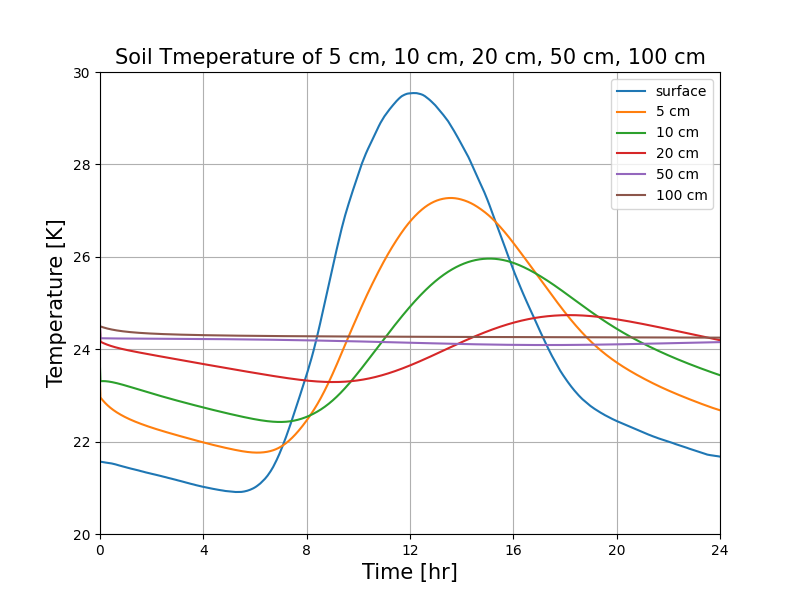 Soil Tmeperature of 5 cm, 10 cm, 20 cm, 50 cm, 100 cm
Temperature [K]
30
28
26
24
22
20
surface
5 cm
10 cm
20 cm
50 cm
100 cm
0 4 8 12 16 20 24
Time [hr]